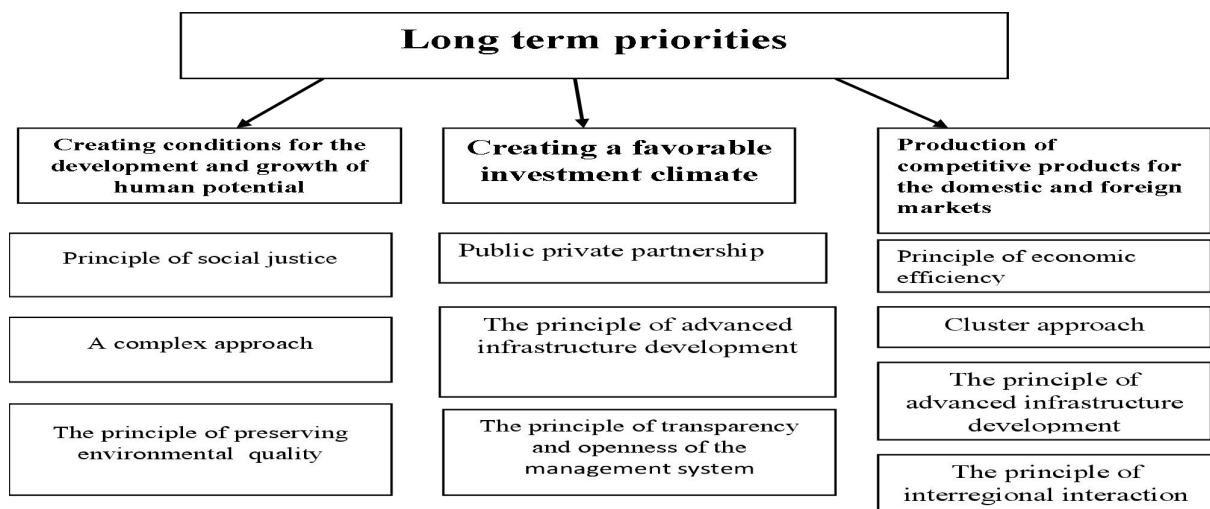 Long term priorities
Creating conditions for the
development and growth of
human potential
Principle of social justice
A complex approach
The principle of preserving
environmental quality
Creating a favorable
investment climate
Public private partnership
The principle of advanced
infrastructure development
The principle of transparency
and openness of the
management system
Production of
competitive products for
the domestic and foreign
markets
Principle of economic
efficiency
Cluster approach
The principle of
advanced infrastructure
development
The principle of
interregional interaction